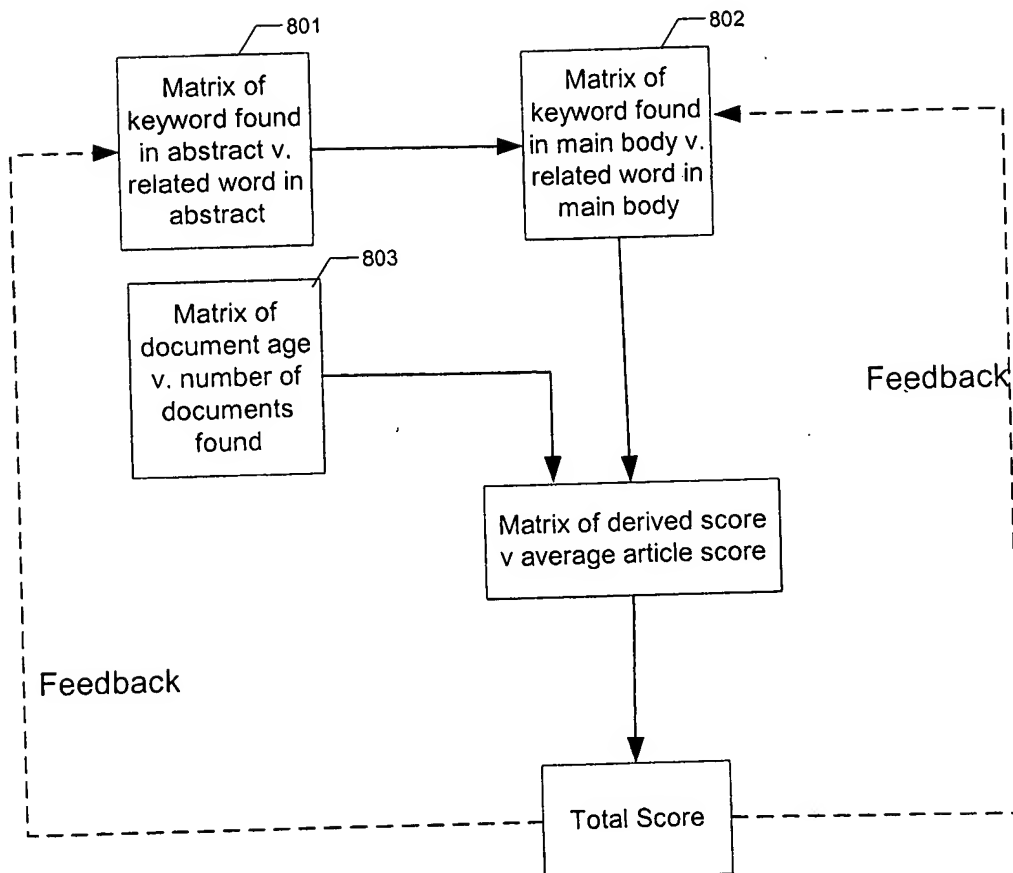 801
Matrix of
keyword found
in abstract v.
related word in
abstract
802
Matrix of
keyword found
in main body v.
related word in
main body
803
Matrix of
document age
v. number of
documents
found
Feedback
Matrix of derived score
v average article score
Feedback
Total Score